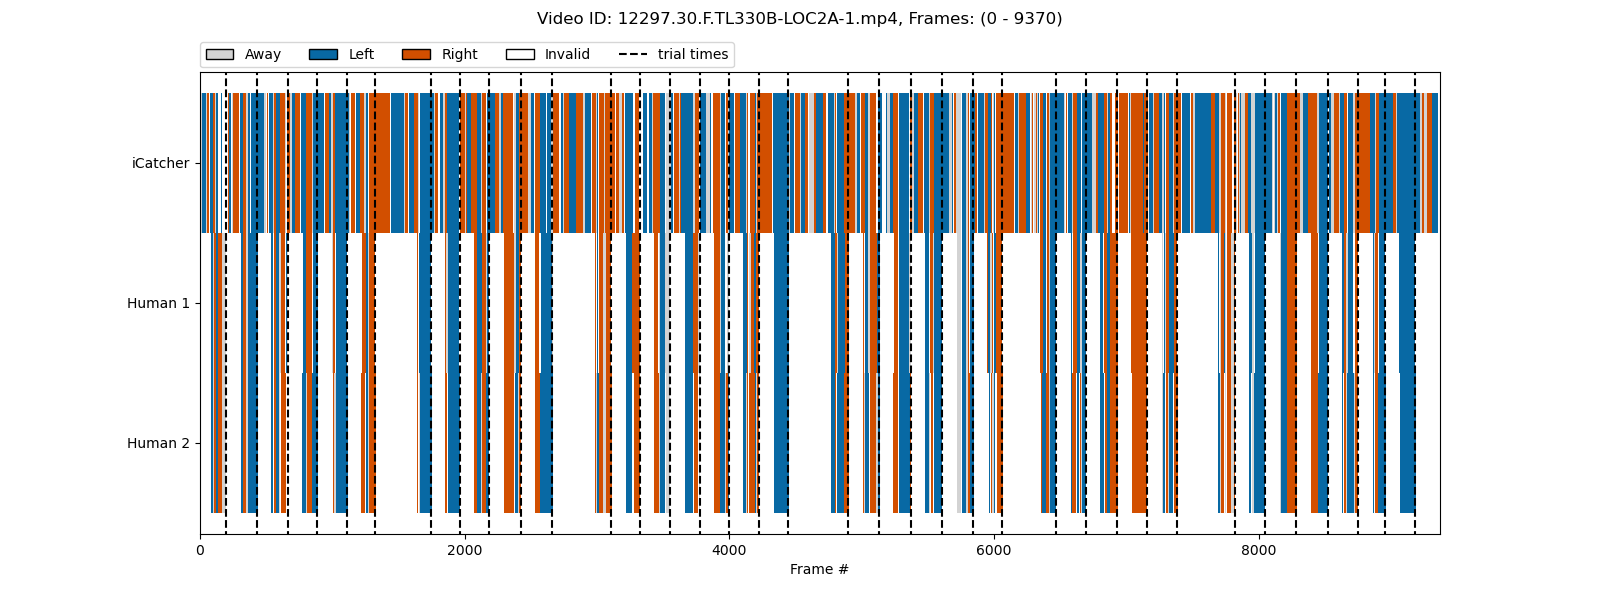 Video ID: 12297.30.F.TL330B-LOC2A-1.mp4, Frames: (0 - 9370)
Away Left Right Invalid trial times
iCatcher
Human 1
Human 2
0 2000 4000 6000 8000
Frame #